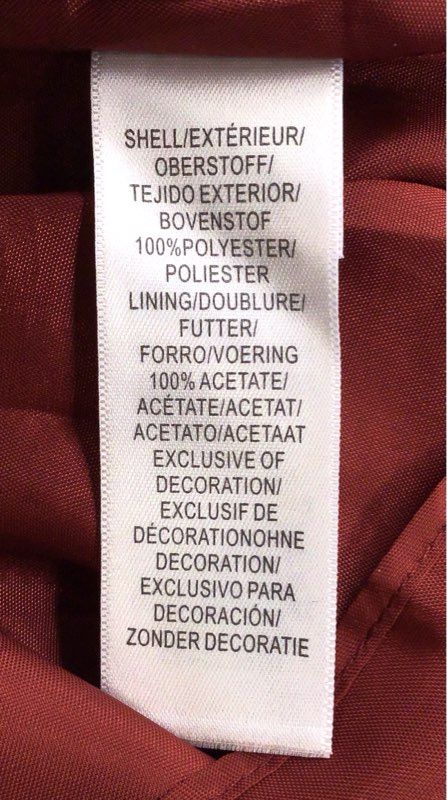 SHELL/EXTÉRIEUR/
OBERSTOFF/
TEJIDO EXTERIOR/
BOVENSTOF
100%POLYESTER/
POLIESTER
LINING/DOUBLURE/
FUTTER/
FORRO/VOERING
100% ACETATE/
ACÉTATE/ACETAT/
ACETATO/ACETAAT
EXCLUSIVE OF
DECORATION/
EXCLUSIF DE
DÉCORATIONOHNE
DECORATION/
EXCLUSIVO PARA
DECORACIÓN/
ZONDER DECORATIE